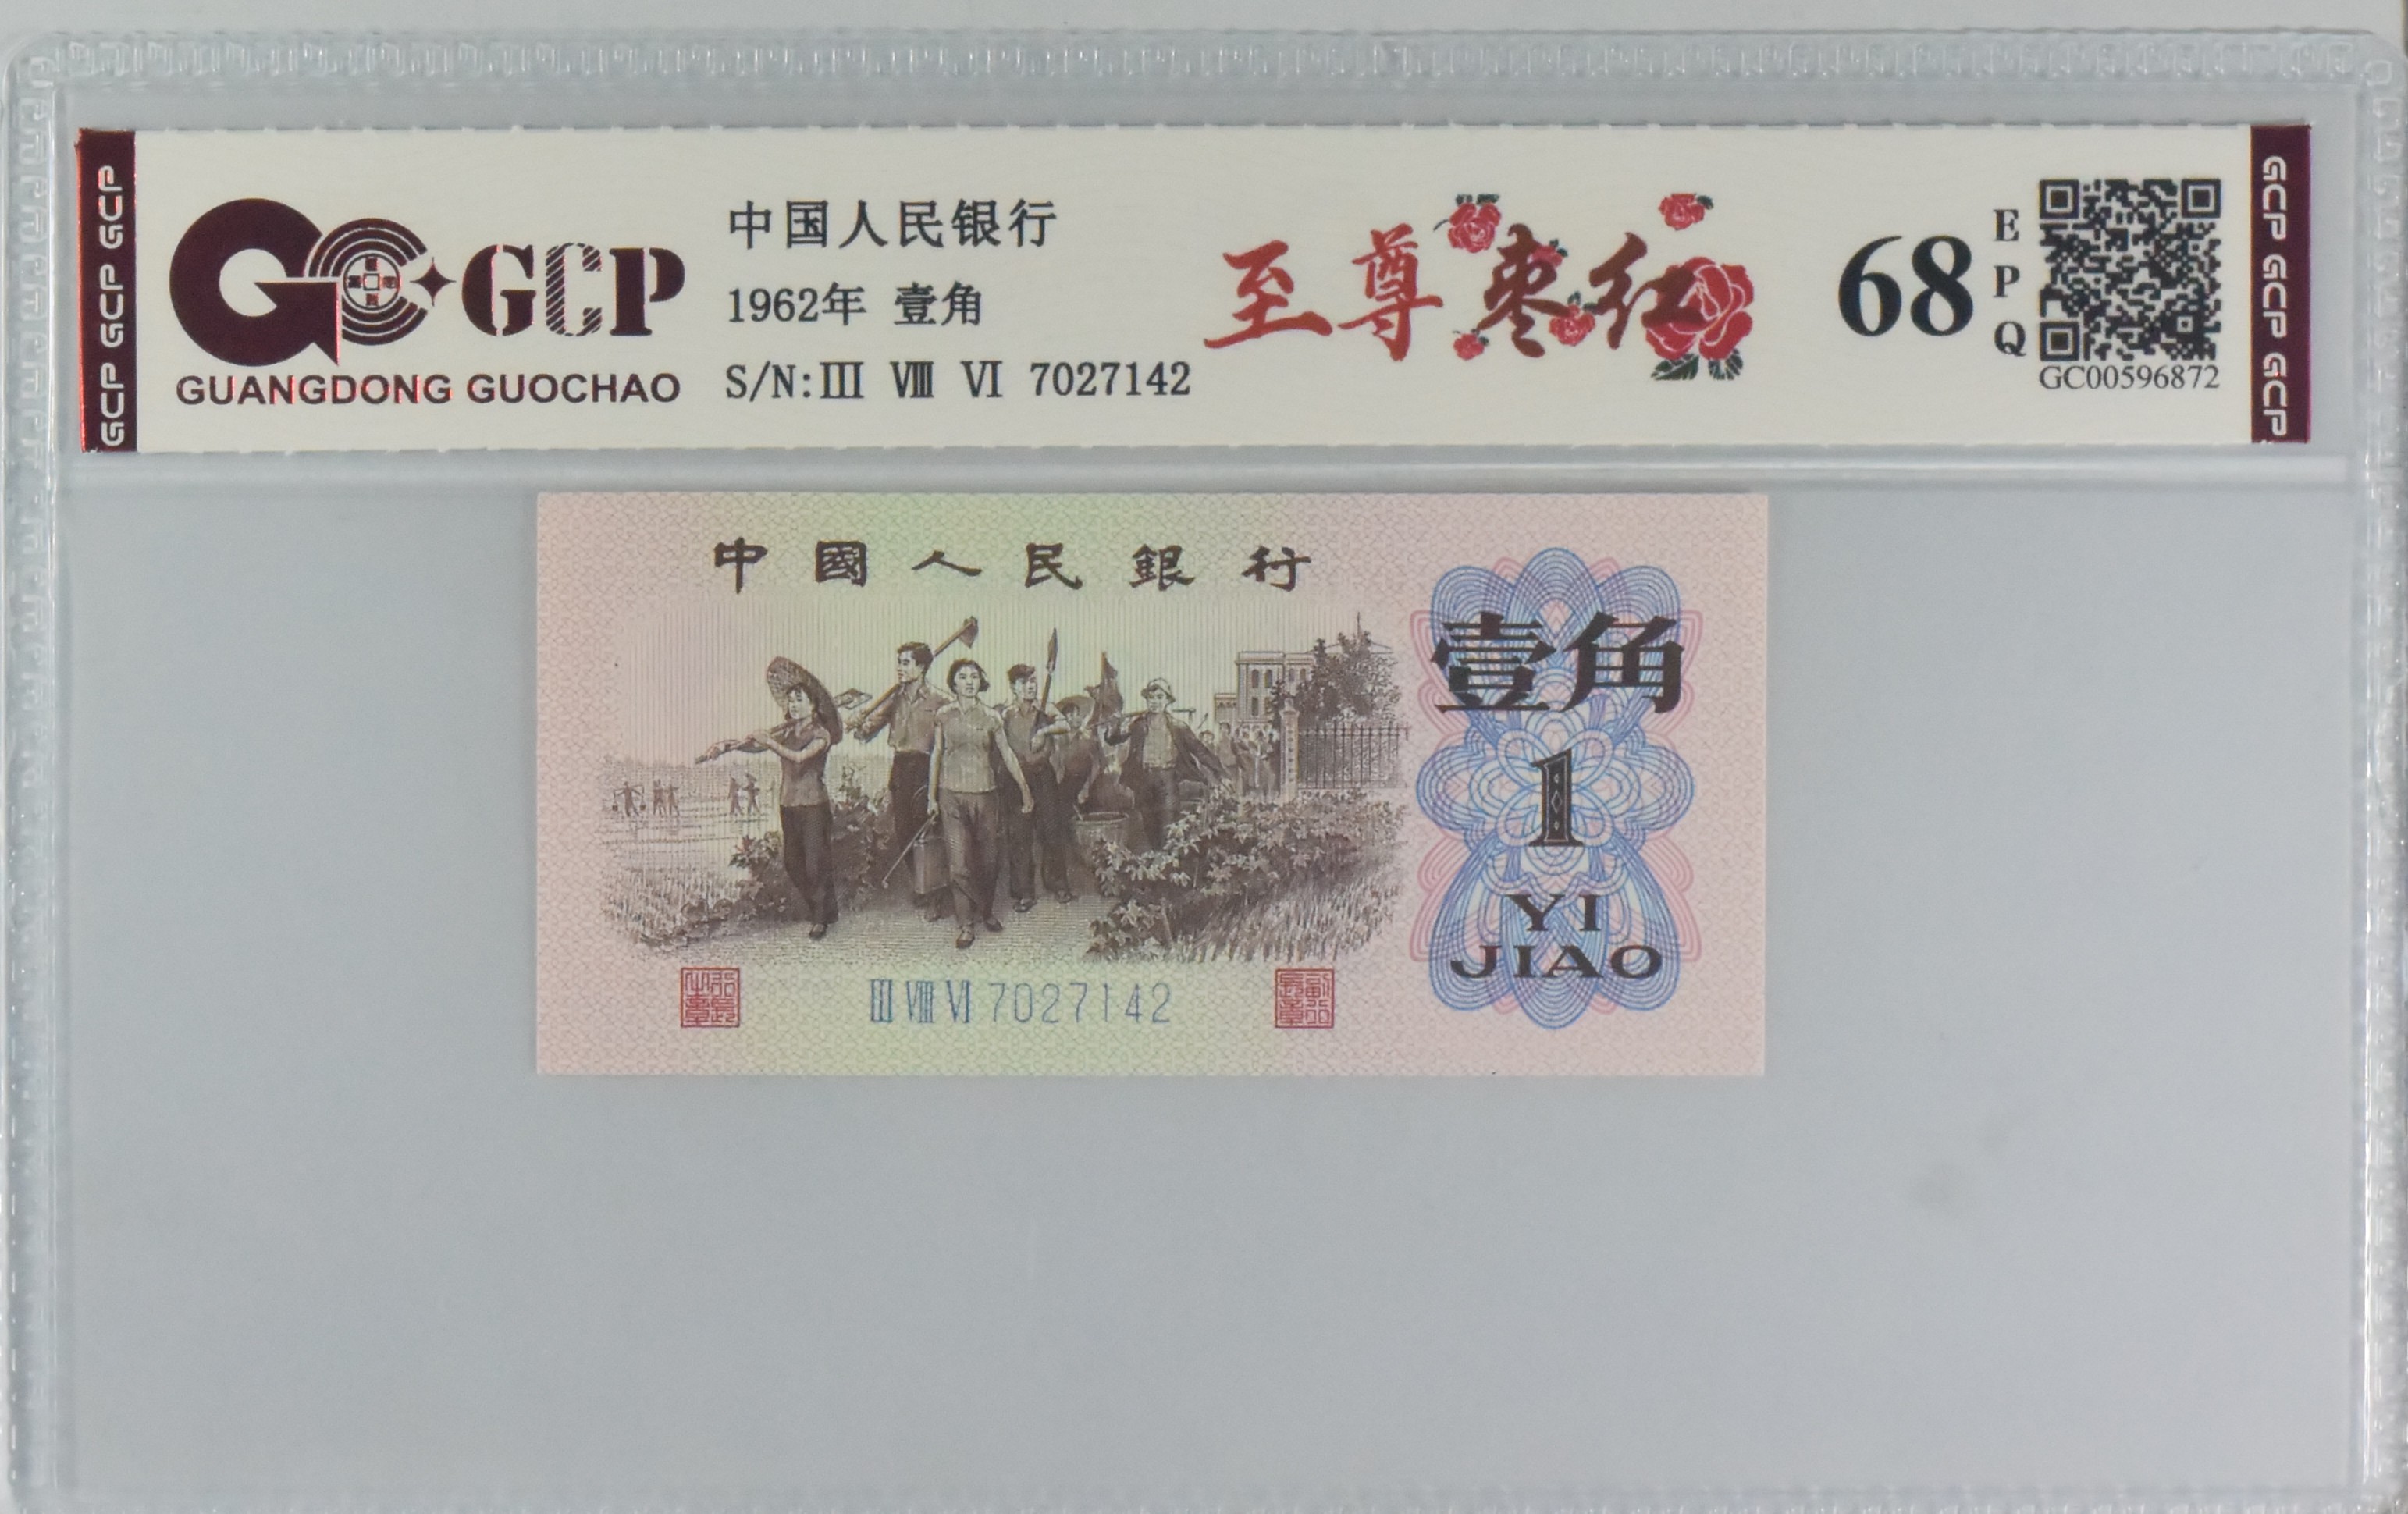 GCP GCP GCP
GCP
GUANGDONG GUOCHAO
中国人民银行
1962年 壹角
S/N:Ⅲ Ⅷ Ⅵ 7027142
至尊枣红
68
EPQ
GC00596872
GCP GCP GCP
中國人民銀行
壹角
1
YI
JIAO
Ⅲ Ⅷ Ⅵ 7027142